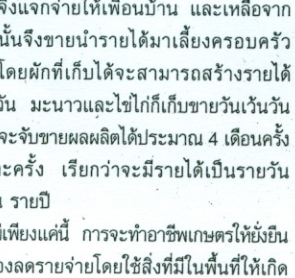 จึงแจกจ่ายให้เพื่อนบ้าน และเหลือจาก
นั้นจึงขายนำรายได้มาเลี้ยงครอบครัว
โดยผักที่เก็บได้จะสามารถสร้างรายได้
วัน มะนาวและไข่ไก่ก็เก็บขายวันเว้นวัน
จะจับขายผลผลิตได้ประมาณ 4 เดือนครั้ง
ะครั้ง เรียกว่าจะมีรายได้เป็นรายวัน
น รายปี
เพียงแค่นี้ การจะทำอาชีพเกษตรให้ยั่งยืน
องลดรายจ่ายโดยใช้สิ่งที่มีในพื้นที่ให้เกิด